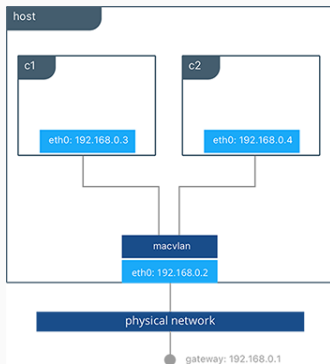 host
c1
c2
eth0: 192.168.0.3
eth0: 192.168.0.4
macvlan
eth0: 192.168.0.2
physical network
gateway: 192.168.0.1